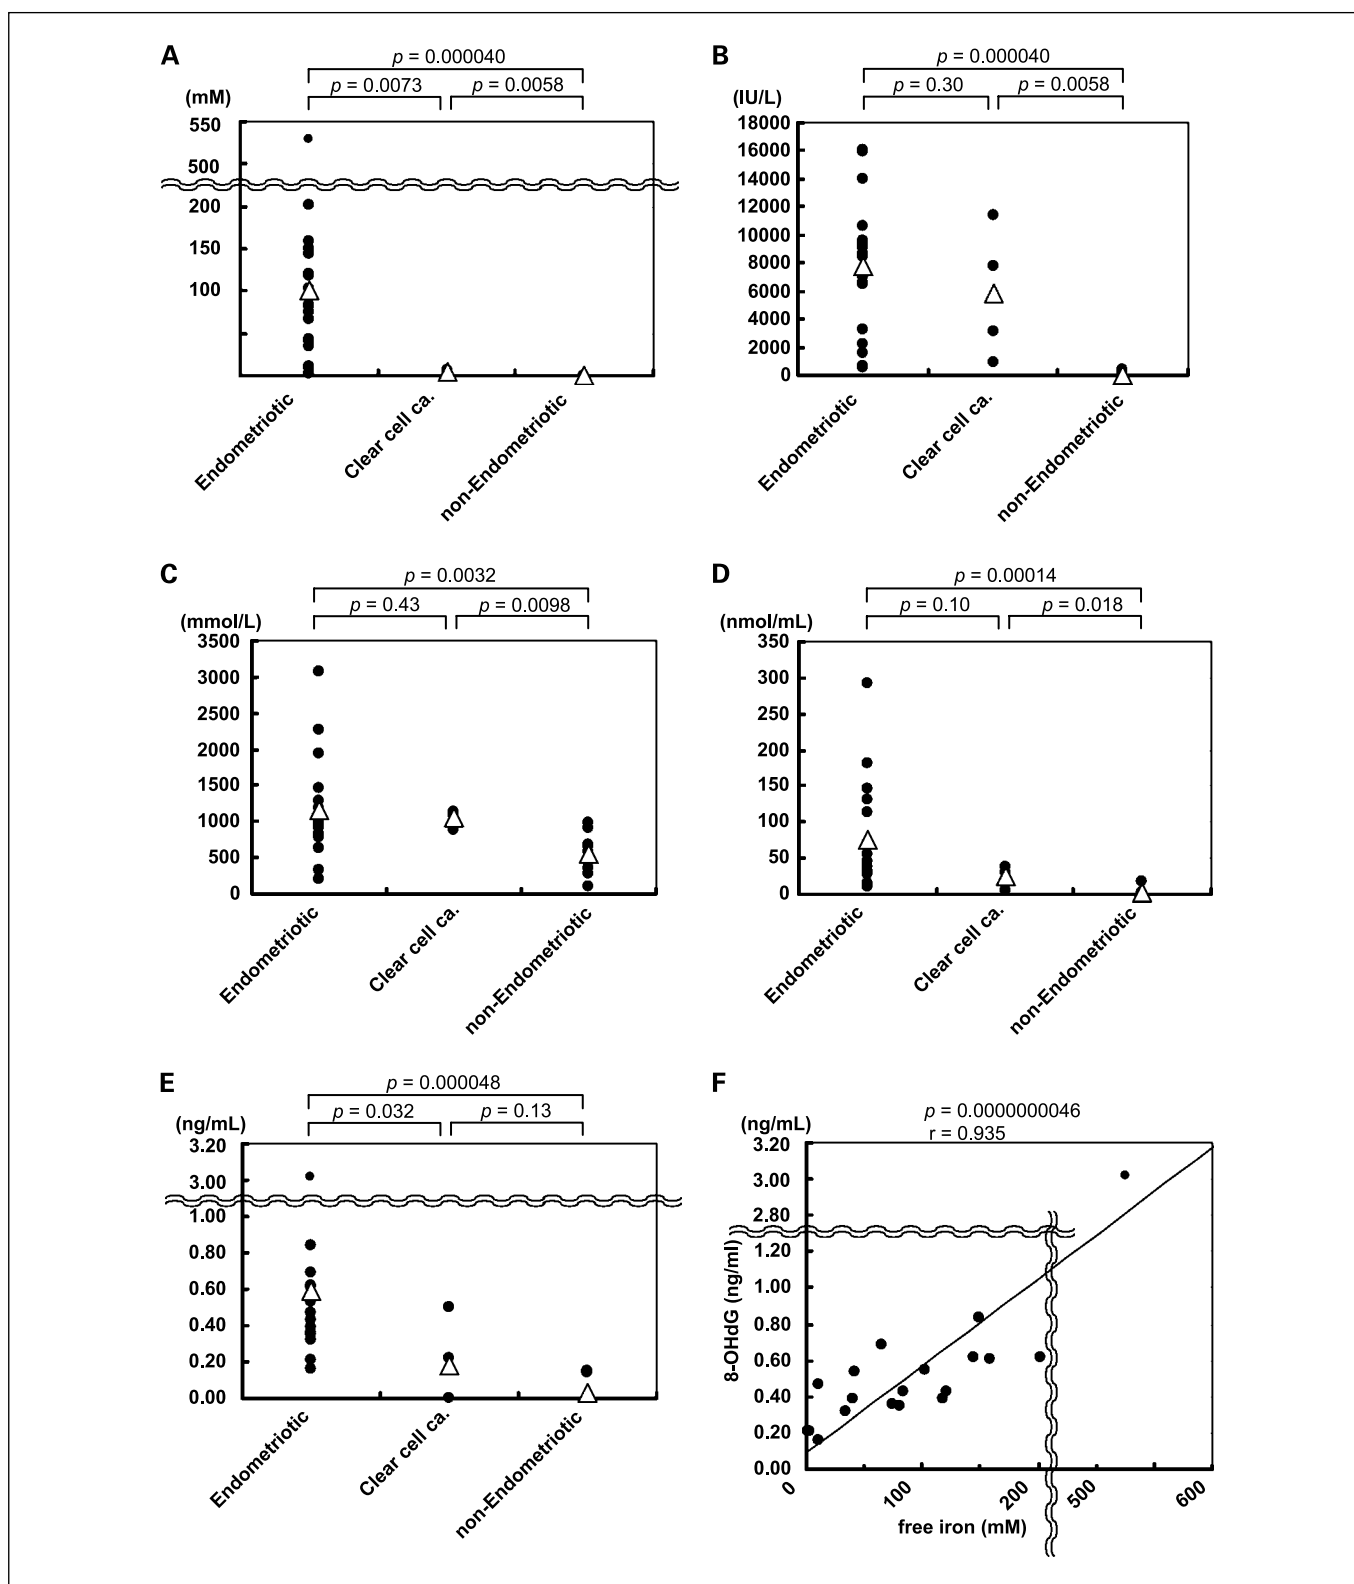 A
p = 0.000040
p = 0.0073
p = 0.0058
(mM)
550
500
200
150
100
Endometriotic
Clear cell ca.
non-Endometriotic
B
p = 0.000040
p = 0.30
p = 0.0058
(IU/L)
18000
16000
14000
12000
10000
8000
6000
4000
2000
0
Endometriotic
Clear cell ca.
non-Endometriotic
C
p = 0.0032
p = 0.43
p = 0.0098
(mmol/L)
3500
3000
2500
2000
1500
1000
500
0
Endometriotic
Clear cell ca.
non-Endometriotic
D
p = 0.00014
p = 0.10
p = 0.018
(nmol/mL)
350
300
250
200
150
100
50
0
Endometriotic
Clear cell ca.
non-Endometriotic
E
p = 0.000048
p = 0.032
p = 0.13
(ng/mL)
3.20
3.00
1.00
0.60
0.40
0.20
0.00
Endometriotic
Clear cell ca.
non-Endometriotic
F
p = 0.0000000046
r = 0.935
(ng/mL)
3.20
3.00
2.80
1.20
1.00
0.80
0.60
0.40
0.20
0.00
8-OHdG (ng/ml)
0
100
200
500
600
free iron (mM)